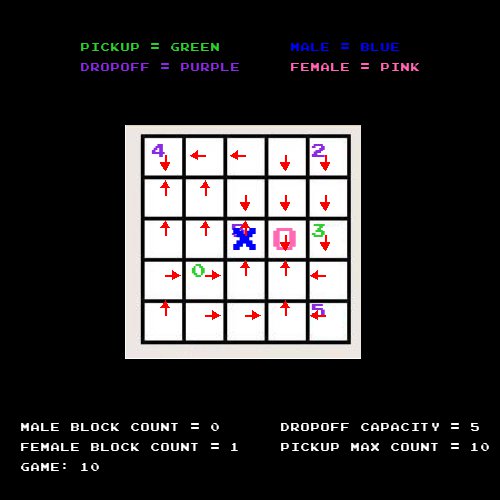 PICKUP = GREEN MALE = BLUE
DROPOFF = PURPLE FEMALE = PINK
4 2
3
0
5
MALE BLOCK COUNT = 0 DROPOFF CAPACITY = 5
FEMALE BLOCK COUNT = 1 PICKUP MAX COUNT = 10
GAME: 10